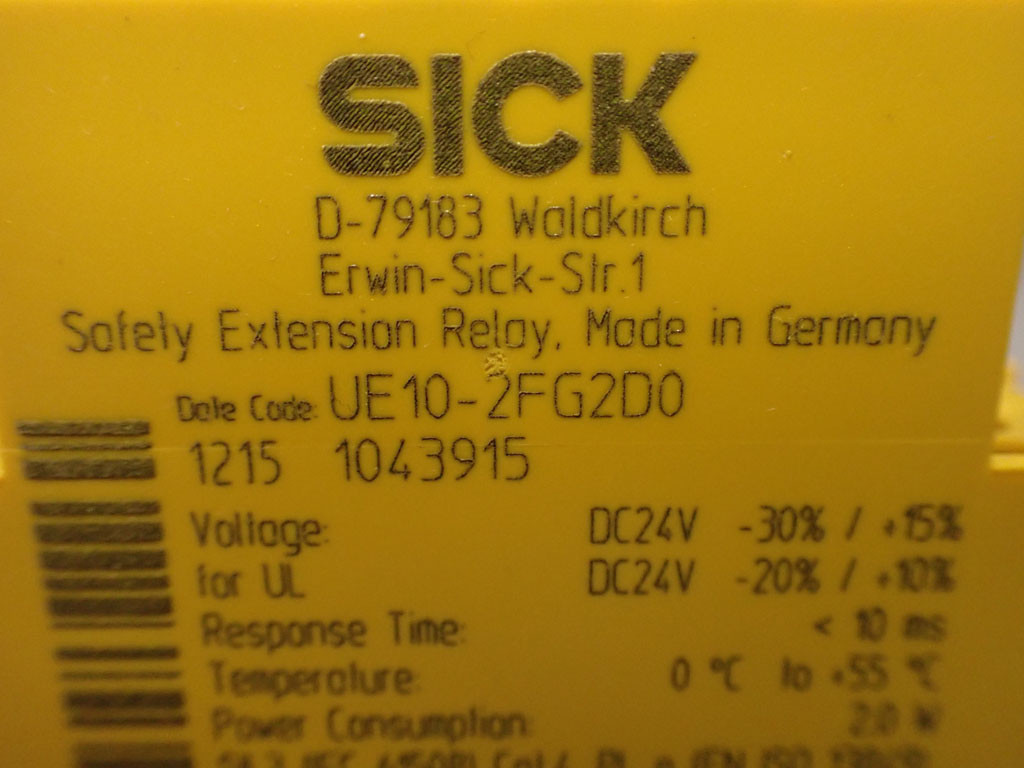 SICK
D-79183 Waldkirch
Erwin-Sick-Str.1
Safety Extension Relay, Made in Germany
Date Code: UE10-2FG2D0
1215 1043915
Voltage: DC24V -30% / +15%
for UL DC24V -20% / +10%
Response Time: < 10 ms
Temperature: 0 °C to +55 °C
Power Consumption: 2.0 W